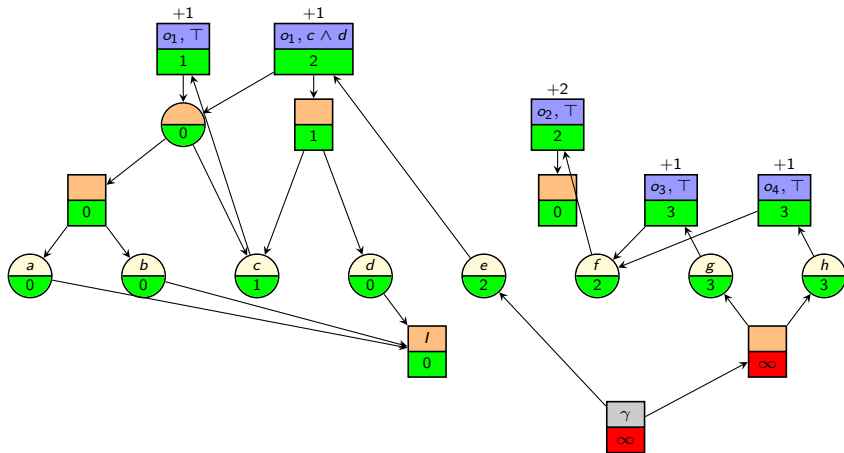 +1 +1
o₁, ⊤ o₁, c ∧ d
1 2
+2
o₂, ⊤
0 1 2
+1 +1
o₃, ⊤ o₄, ⊤
0 0 3 3
a b c d e f g h
0 0 1 0 2 2 3 3
I
0 ∞
γ
∞